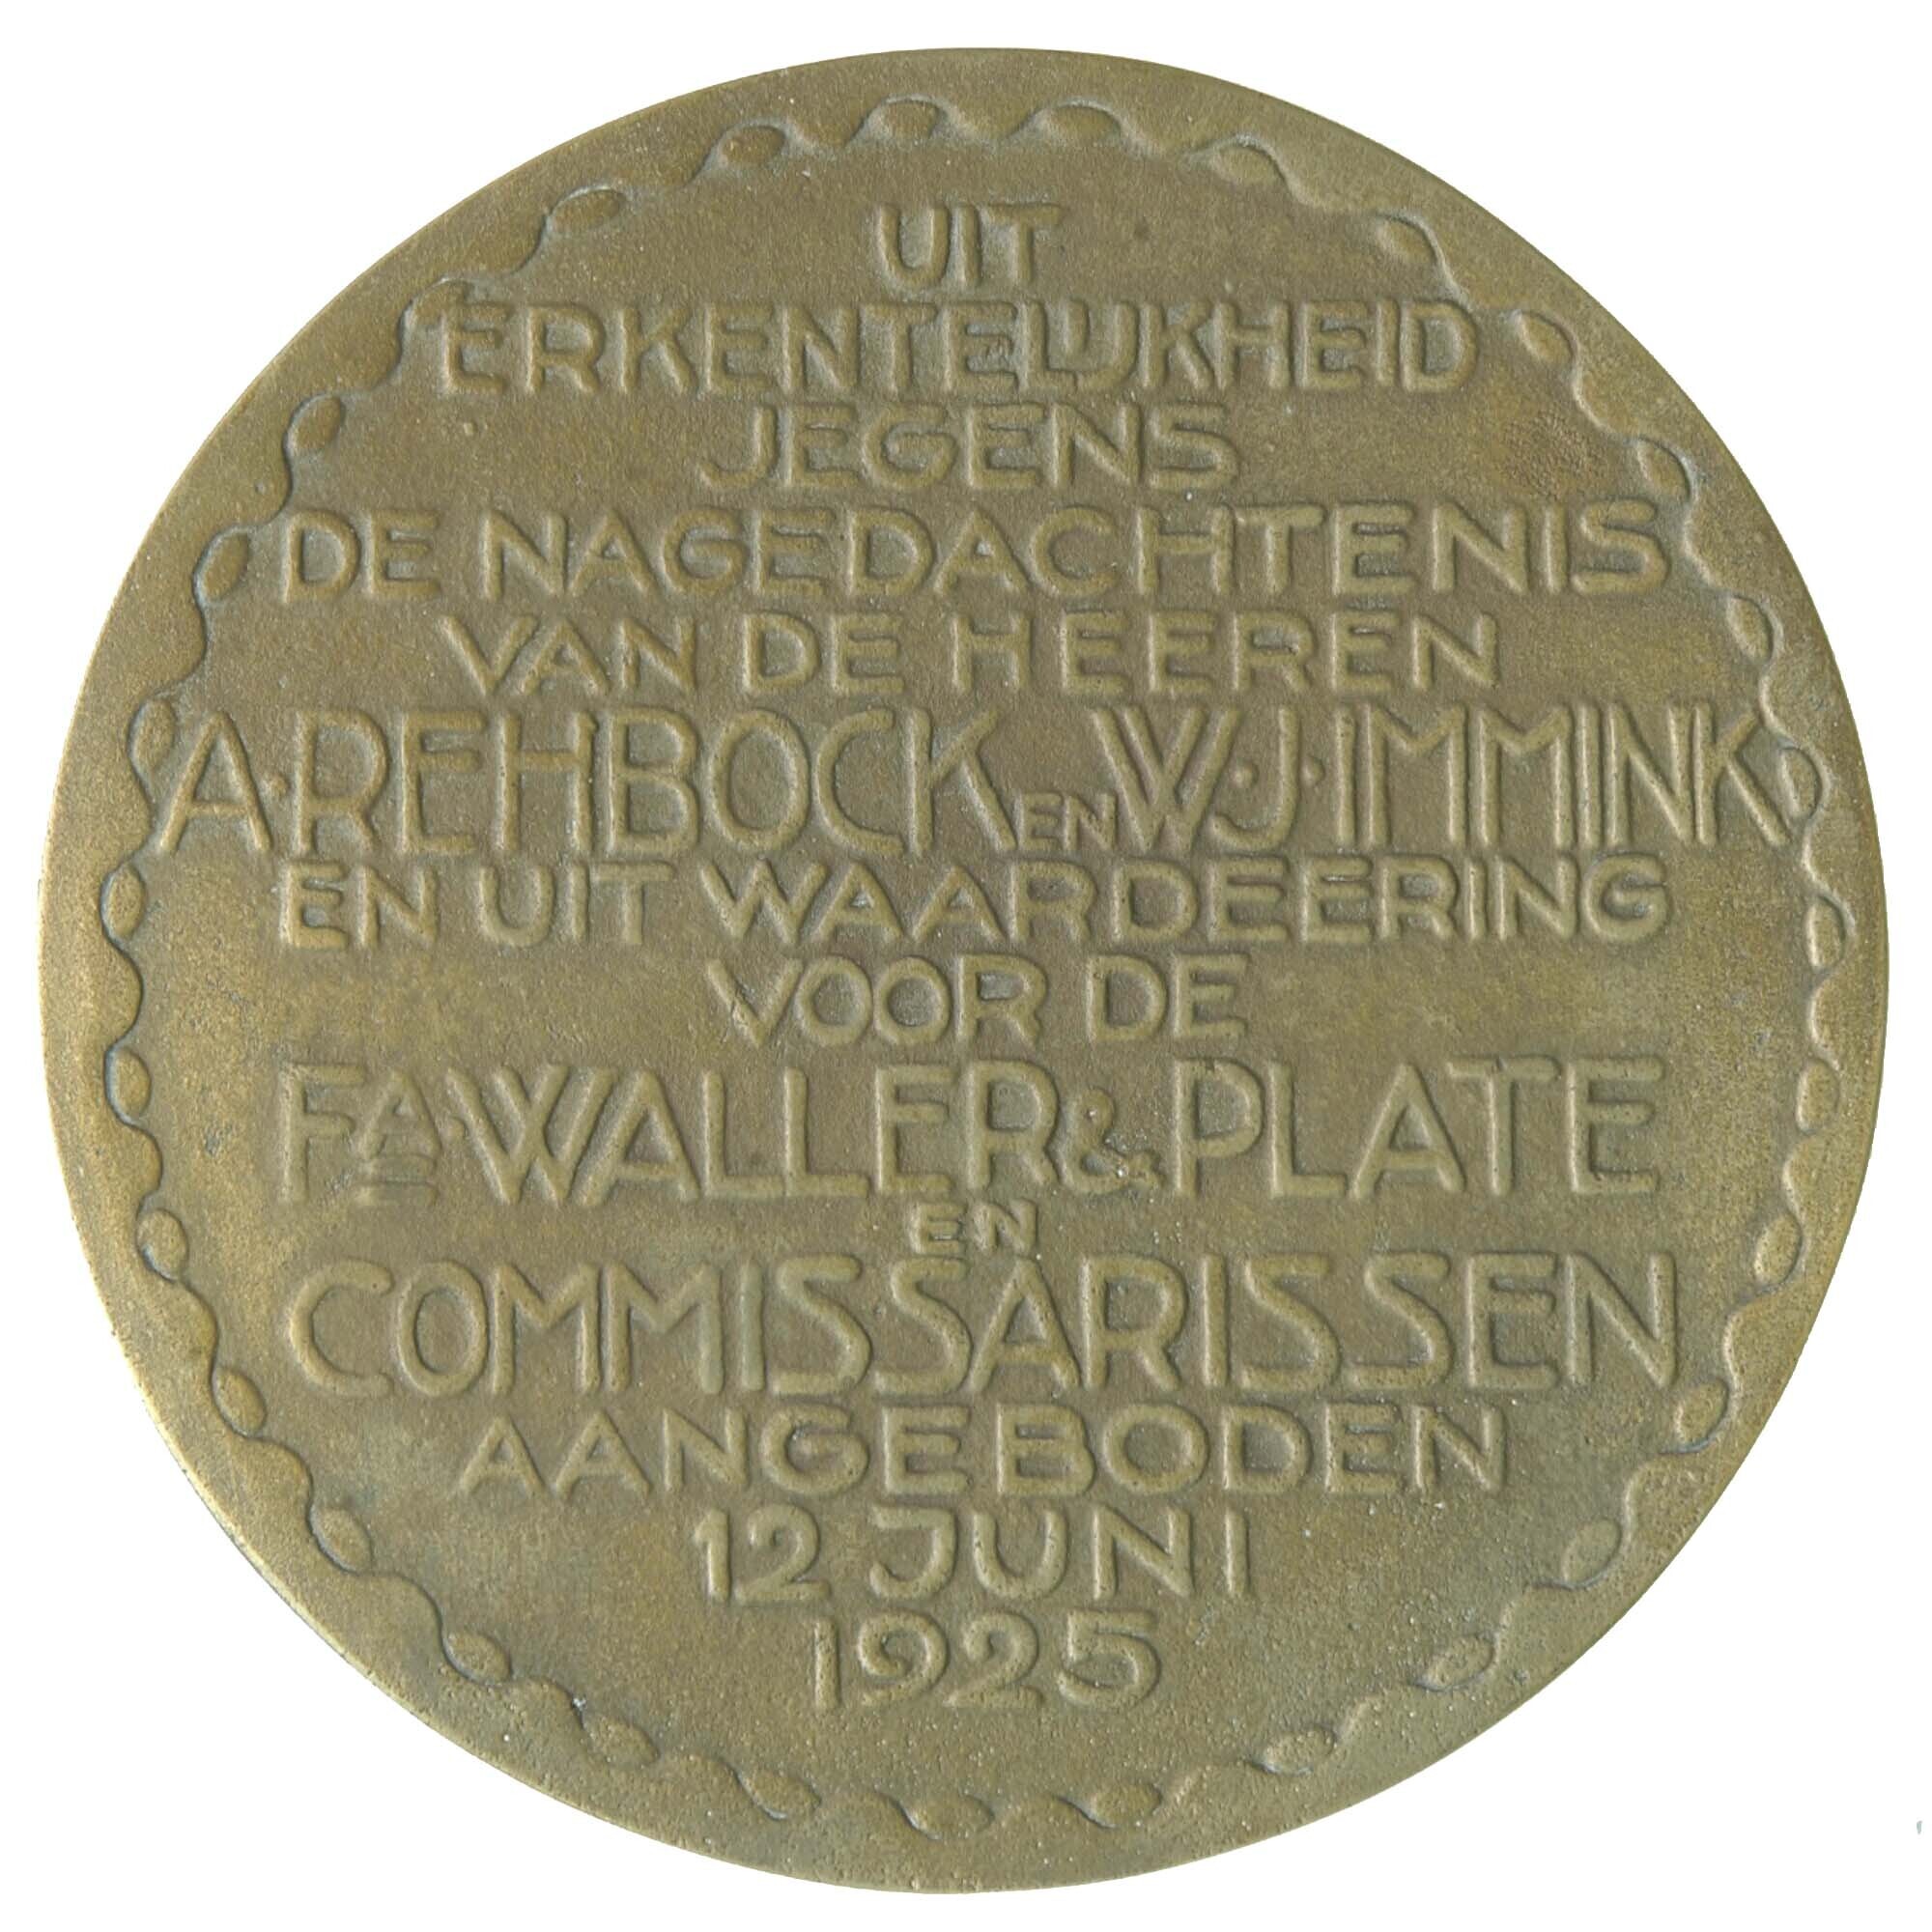 UIT
ERKENTELIJKHEID
JEGENS
DE NAGEDACHTENIS
VAN DE HEEREN
A·REHBOCK EN W·J·IMMINK
EN UIT WAARDEERING
VOOR DE
FA·WALLER & PLATE
EN
COMMISSARISSEN
AANGEBODEN
12 JUNI
1925